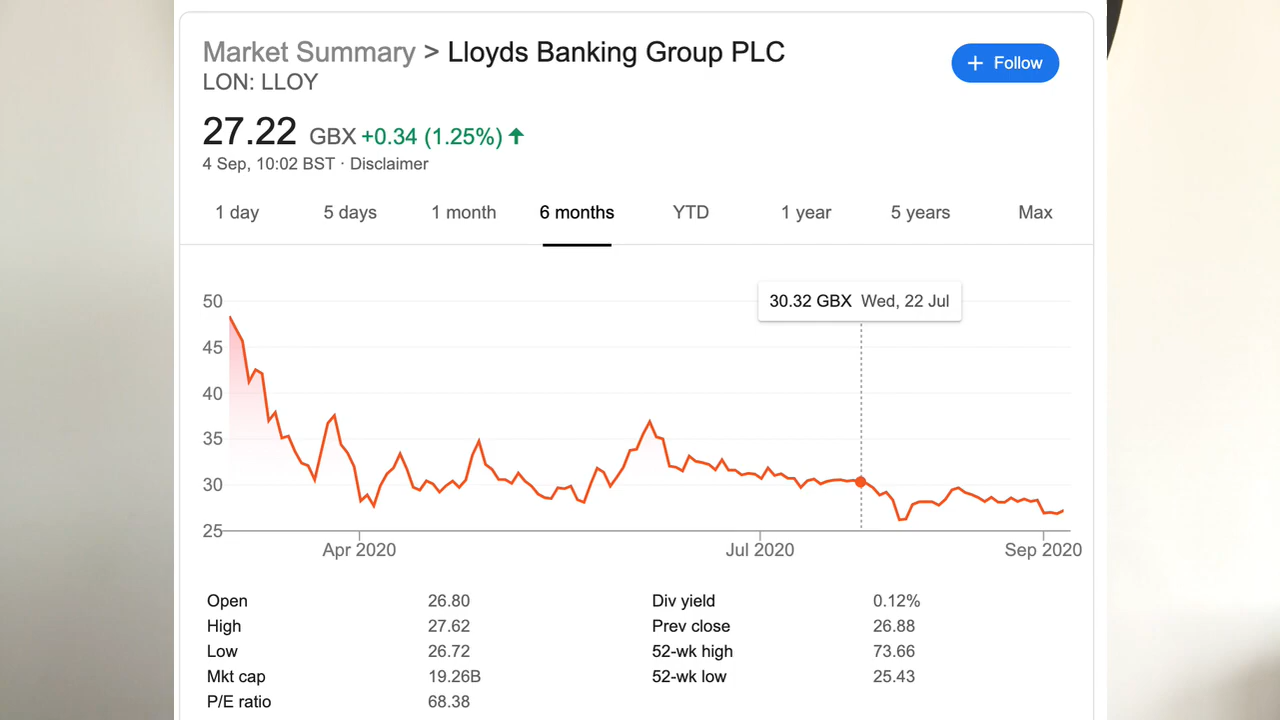 Market Summary > Lloyds Banking Group PLC
LON: LLOY
+ Follow
27.22 GBX +0.34 (1.25%) ↑
4 Sep, 10:02 BST · Disclaimer
1 day 5 days 1 month 6 months YTD 1 year 5 years Max
30.32 GBX Wed, 22 Jul
50
45
40
35
30
25
Apr 2020 Jul 2020 Sep 2020
Open 26.80 Div yield 0.12%
High 27.62 Prev close 26.88
Low 26.72 52-wk high 73.66
Mkt cap 19.26B 52-wk low 25.43
P/E ratio 68.38